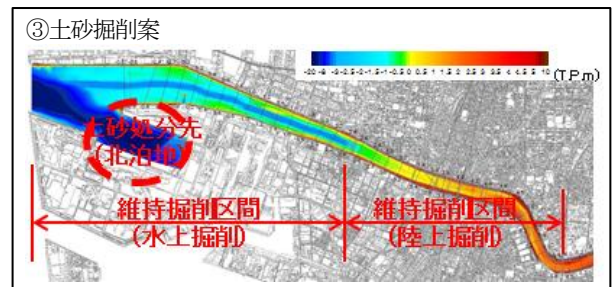 ③土砂掘削案
(T.P.m)
土砂処分先
(北泊地)
維持掘削区間
(水上掘削)
維持掘削区間
(陸上掘削)